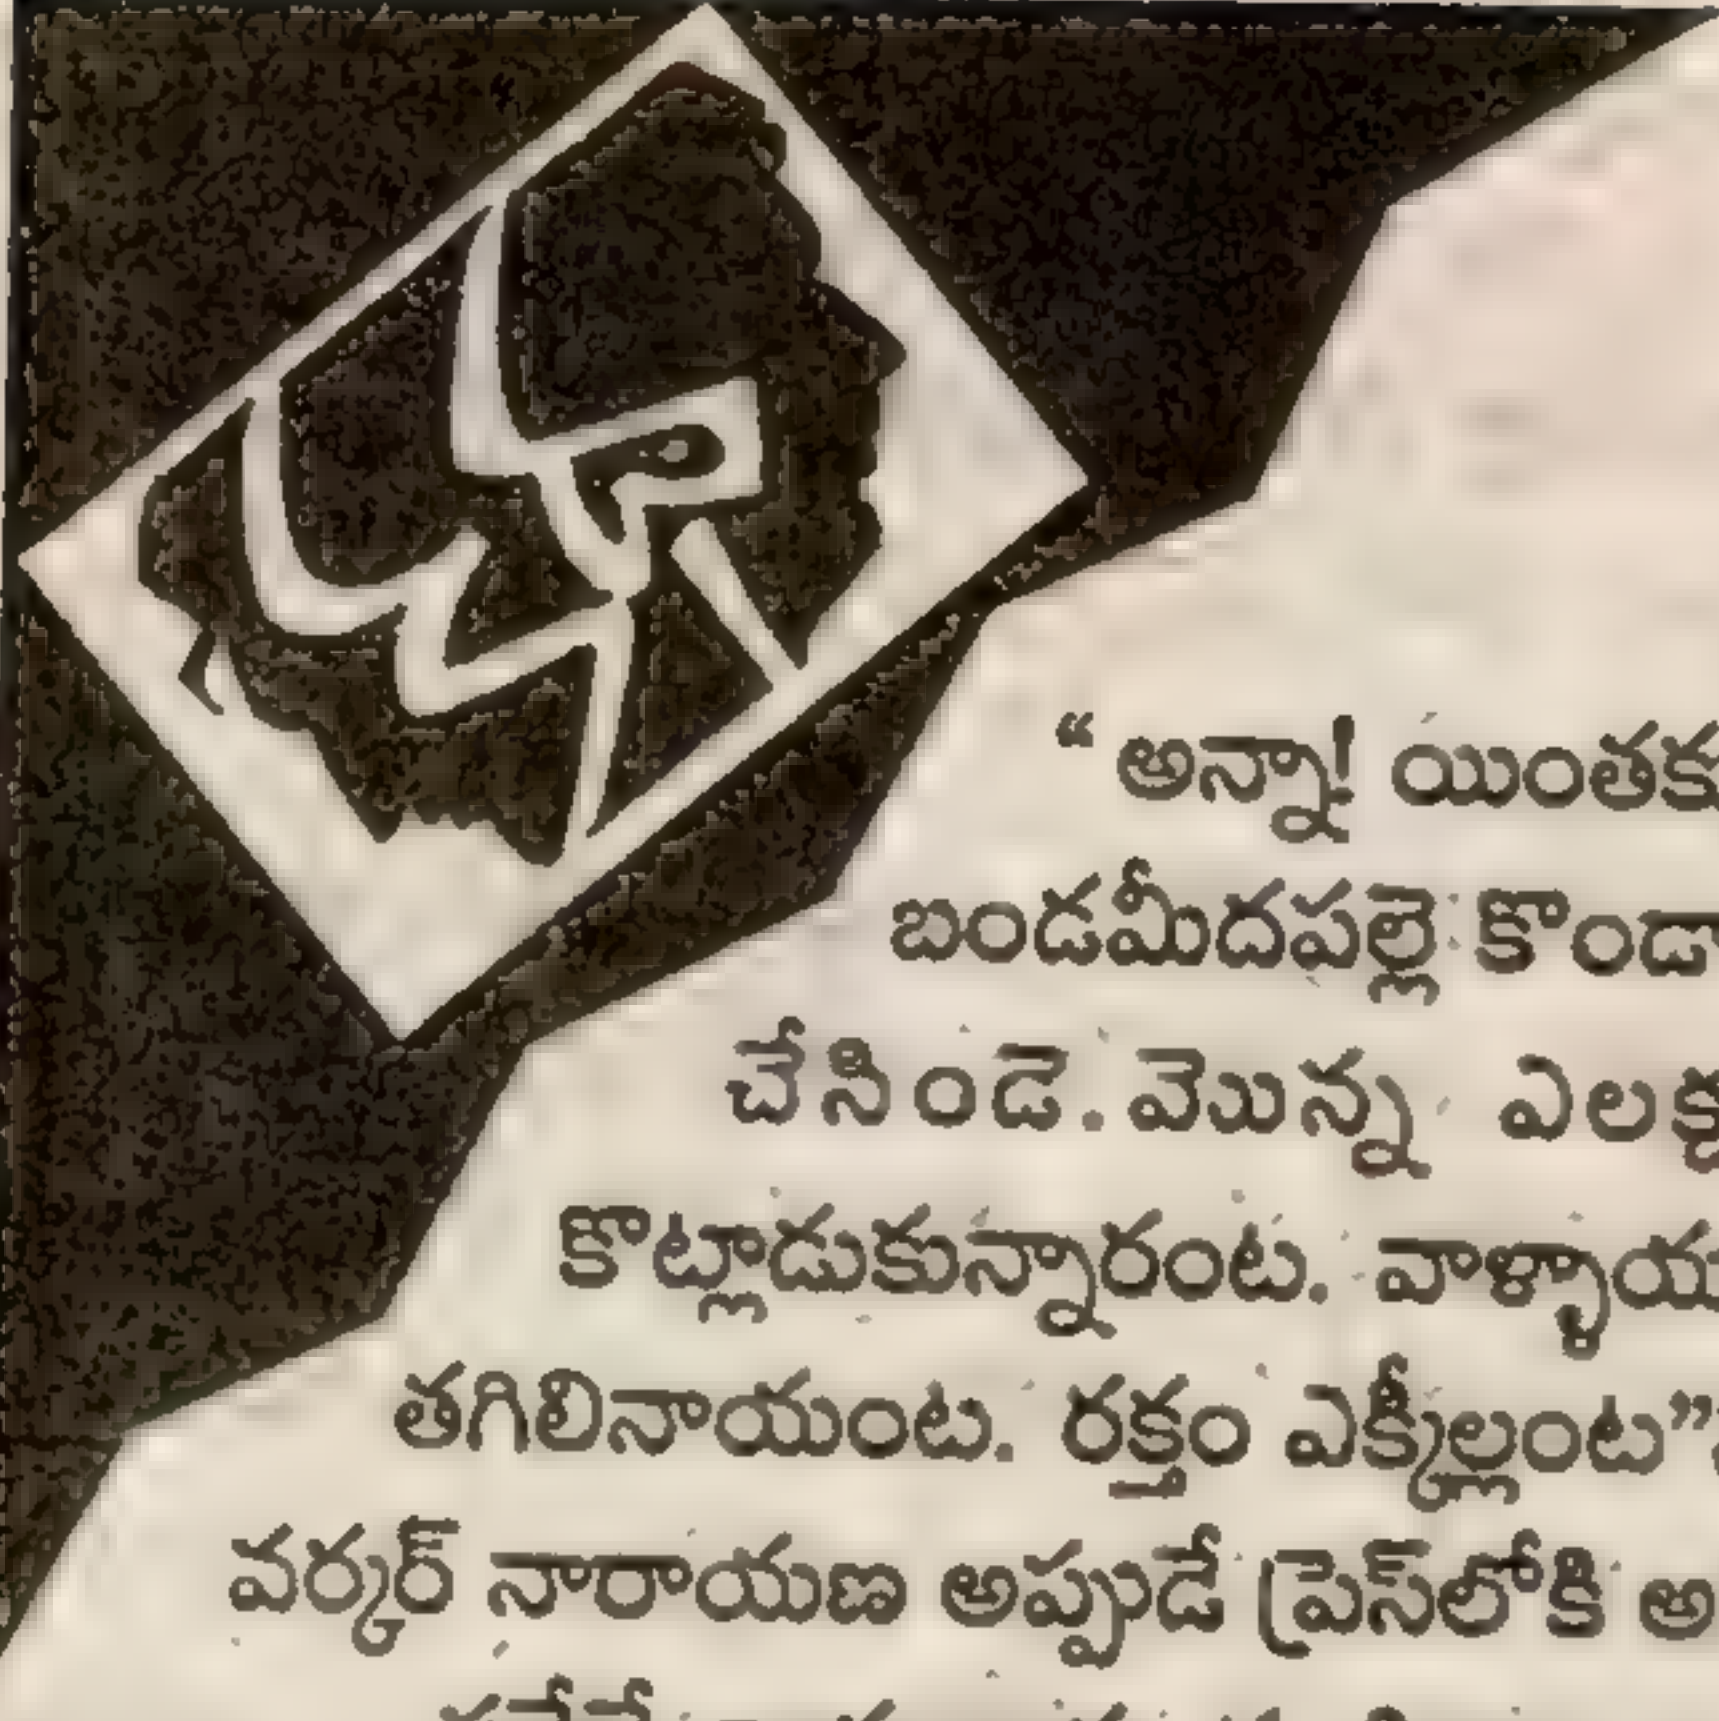 “ అన్నా! యింతకు
బండమీదపల్లె కొండా
చేసిండె. మొన్న ఎలక్ష
కొట్లాడుకున్నారంట. వాళ్ళాయ
తగిలినాయంట. రక్తం ఎక్కీల్లంట”
వర్కర్ నారాయణ అప్పుడే ప్రెస్‌లోకి అ